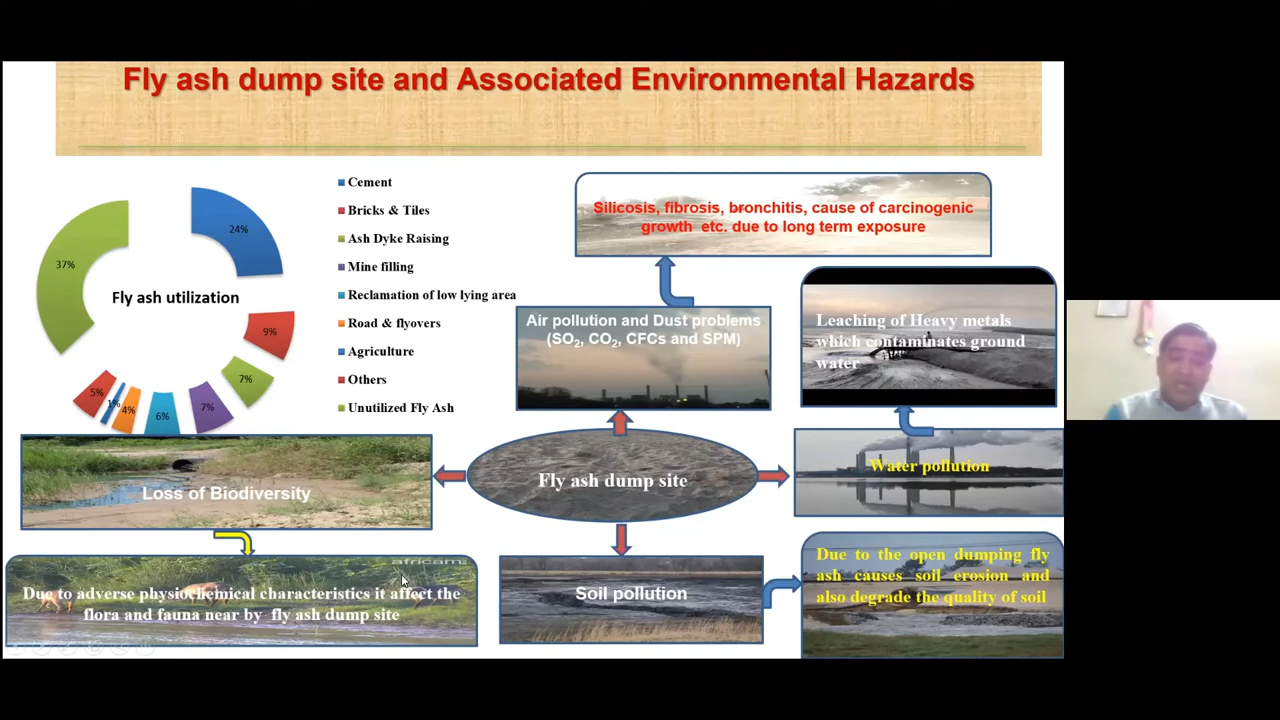 Fly ash dump site and Associated Environmental Hazards
24%
9%
7%
7%
6%
4%
1%
5%
37%
Fly ash utilization
Cement
Bricks & Tiles
Ash Dyke Raising
Mine filling
Reclamation of low lying area
Road & flyovers
Agriculture
Others
Unutilized Fly Ash
Silicosis, fibrosis, bronchitis, cause of carcinogenic
growth etc. due to long term exposure
Air pollution and Dust problems
(SO₂, CO₂, CFCs and SPM)
Leaching of Heavy metals
which contaminates ground
water
Fly ash dump site
Water pollution
Loss of Biodiversity
Due to adverse physiochemical characteristics it affect the
flora and fauna near by fly ash dump site
Soil pollution
Due to the open dumping fly
ash causes soil erosion and
also degrade the quality of soil